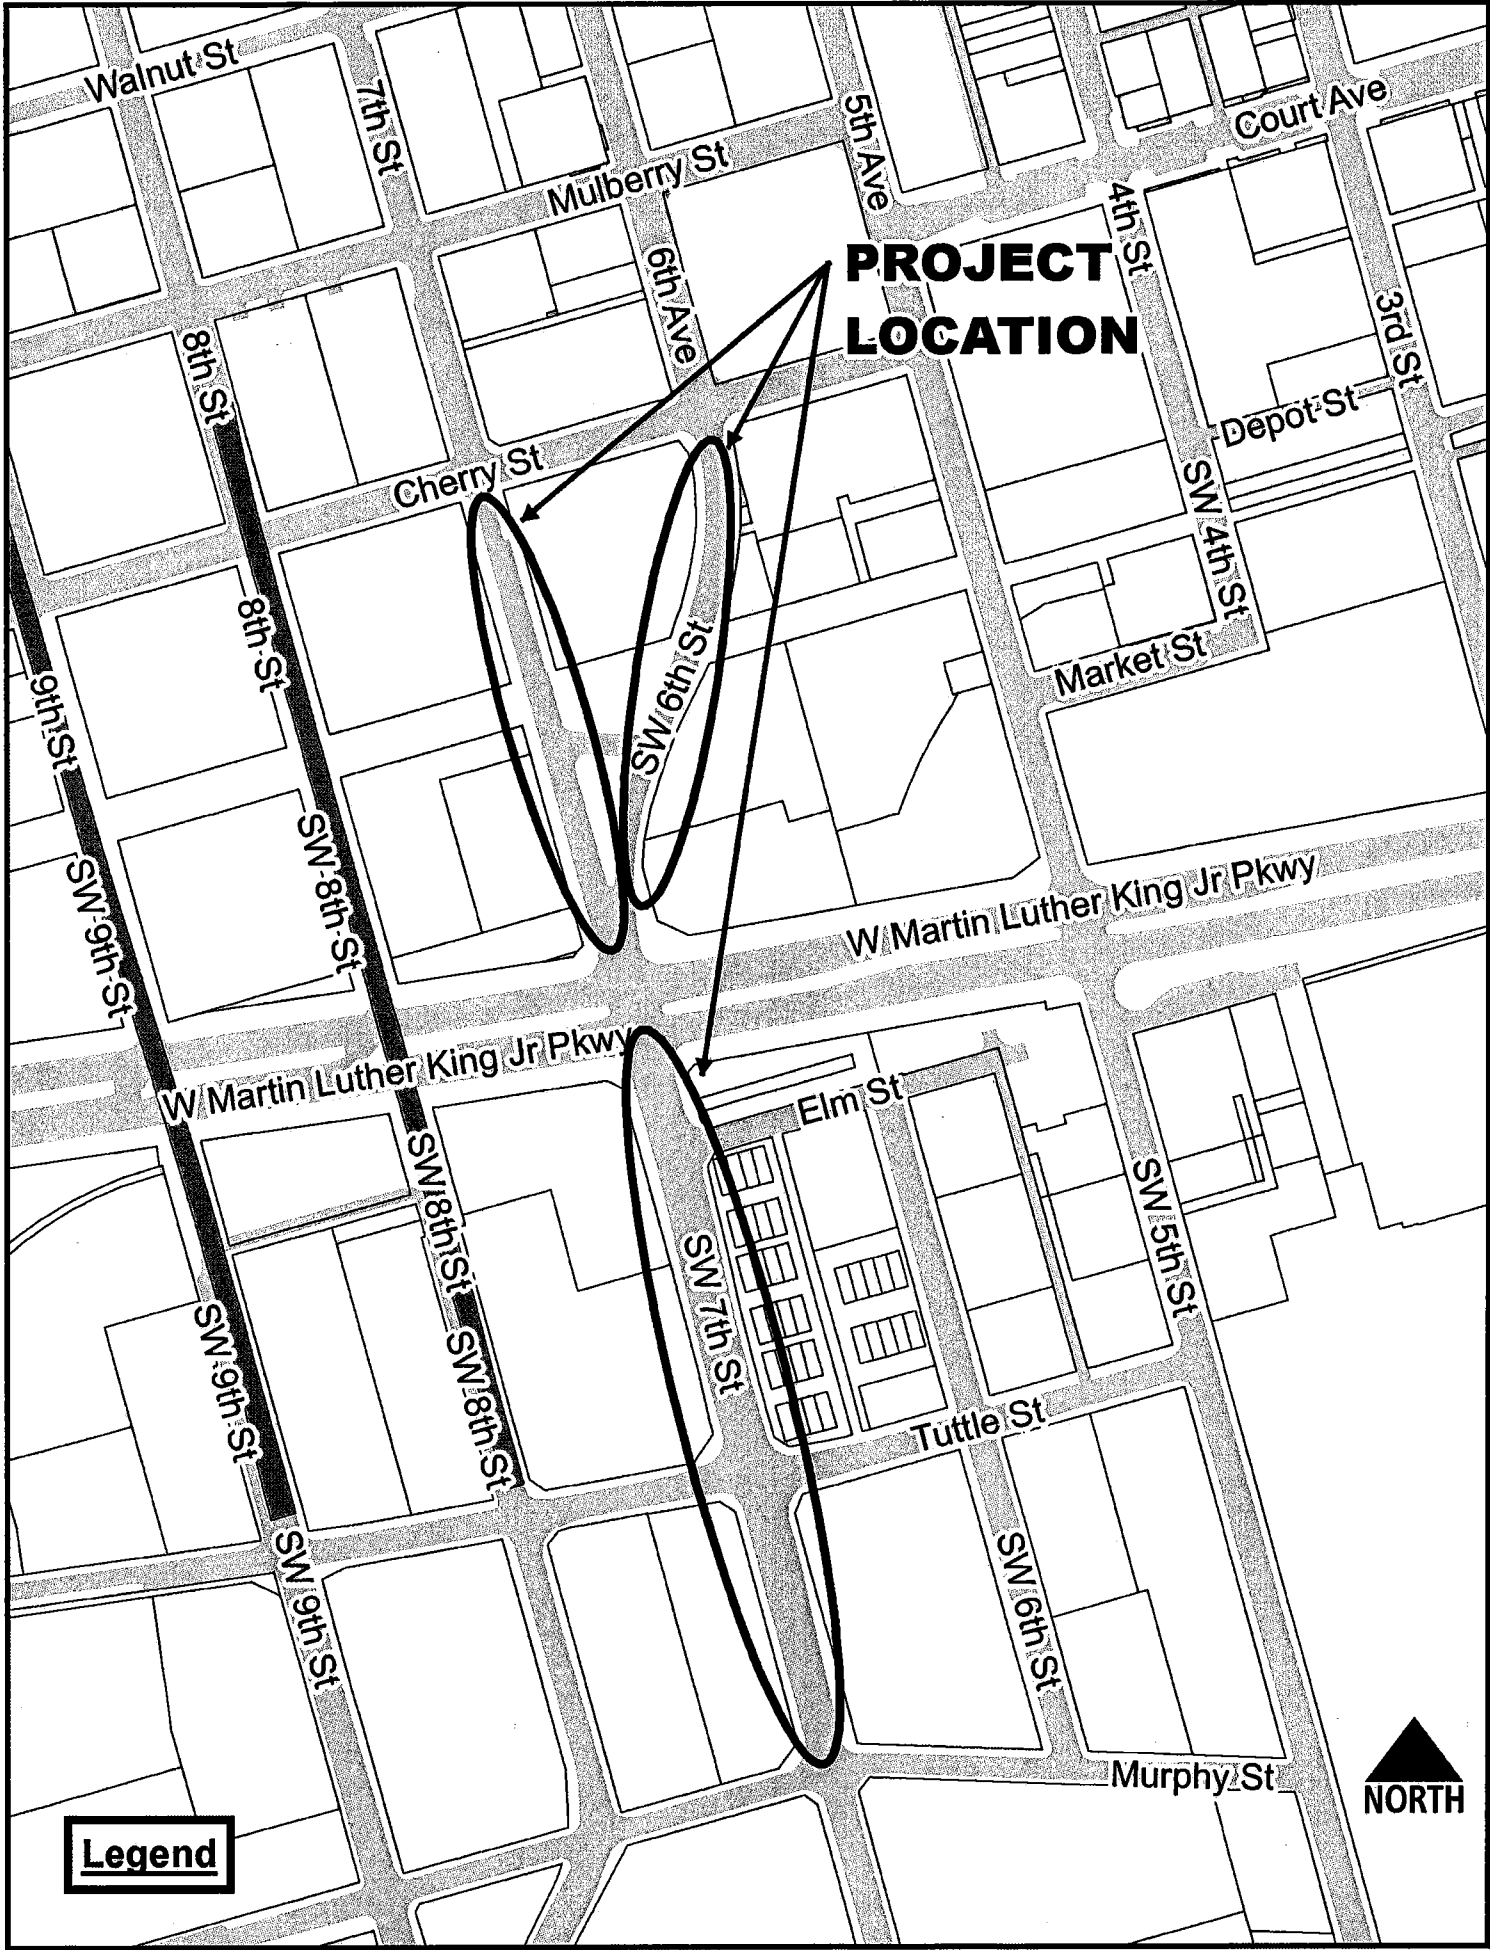 Walnut St
7th St
5th Ave
Court Ave
Mulberry St
4th St
6th Ave
PROJECT
LOCATION
3rd St
8th St
Depot St
Cherry St
SW 4th St
8th St
Market St
SW 6th St
9th St
SW 8th St
SW 9th St
W Martin Luther King Jr Pkwy
W Martin Luther King Jr Pkwy
Elm St
SW 8th St
SW 5th St
SW 7th St
SW 9th St
SW 8th St
Tuttle St
SW 9th St
SW 6th St
Murphy St
NORTH
Legend